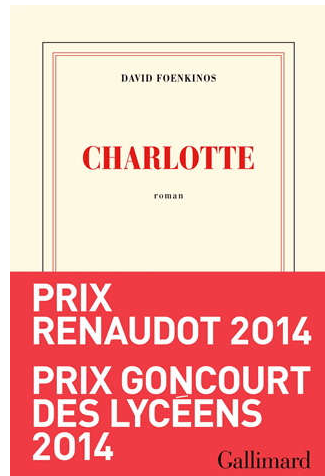 DAVID FOENKINOS
CHARLOTTE
roman
PRIX
RENAUDOT 2014
PRIX GONCOURT
DES LYCÉENS
2014
Gallimard